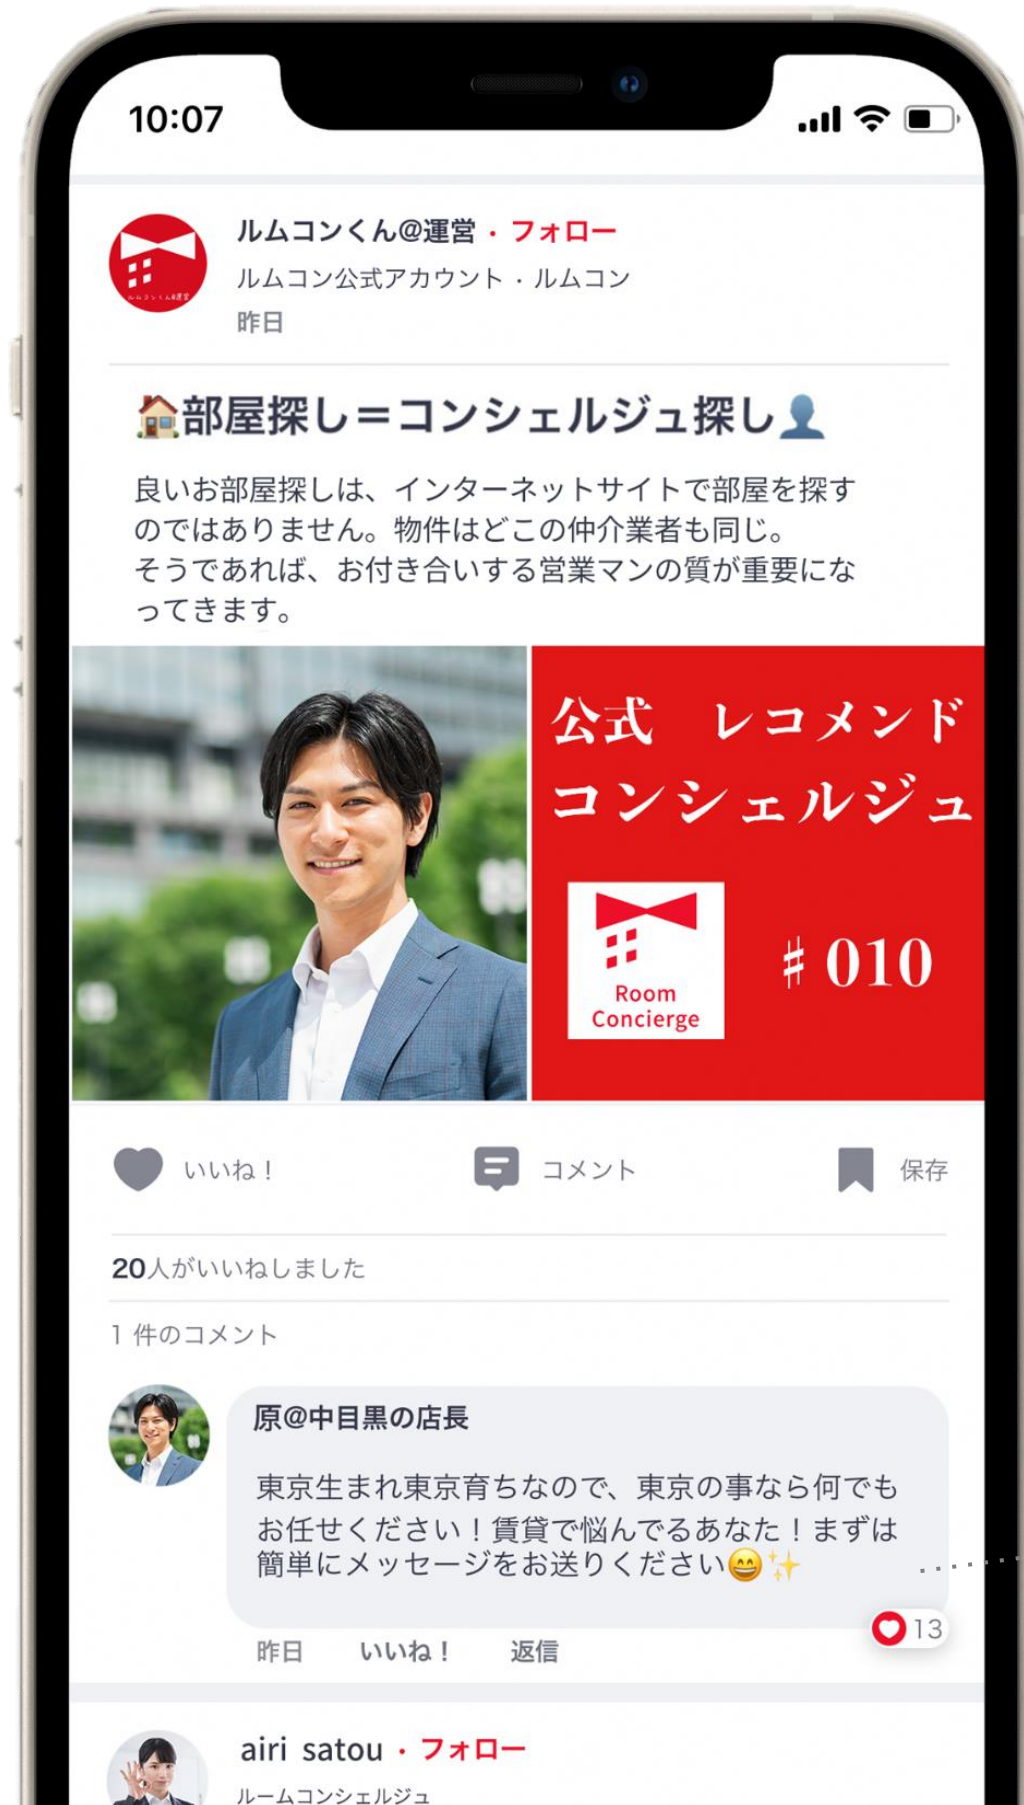 10:07
ルムコンくん@運営・フォロー
ルムコン公式アカウント・ルムコン
昨日
🏠部屋探し＝コンシェルジュ探し👤
良いお部屋探しは、インターネットサイトで部屋を探す
のではありません。物件はどこの仲介業者も同じ。
そうであれば、お付き合いする営業マンの質が重要にな
ってきます。
公式　レコメンド
コンシェルジュ
Room
Concierge
♯010
いいね！
コメント
保存
20人がいいねしました
1 件のコメント
原@中目黒の店長
東京生まれ東京育ちなので、東京の事なら何でも
お任せください！賃貸で悩んでるあなた！まずは
簡単にメッセージをお送りください😄✨
13
昨日　いいね！　返信
airi satou・フォロー
ルームコンシェルジュ